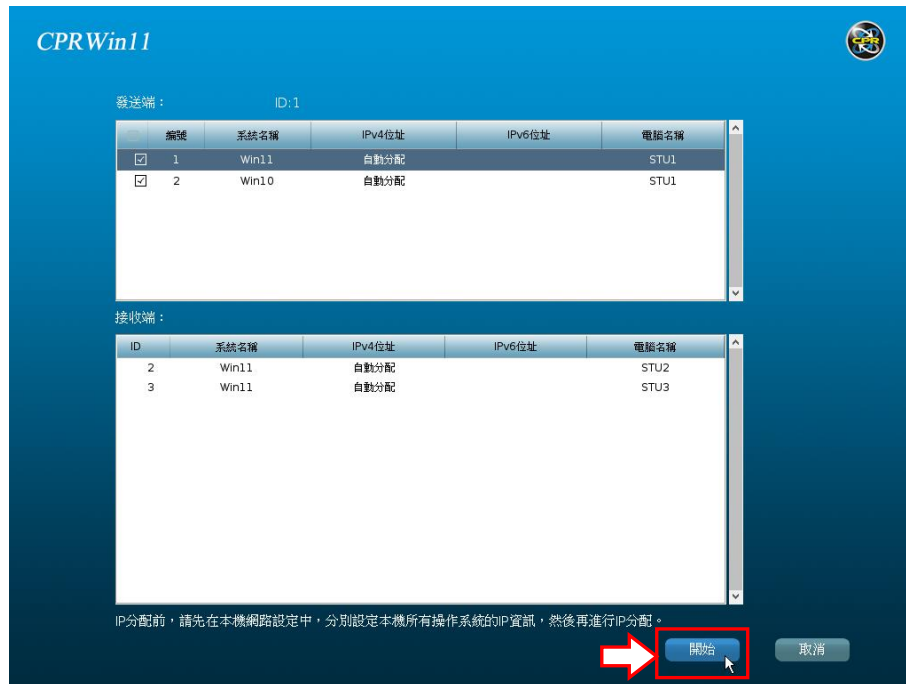 CPRWin11
CPR
發送端：　ID:1
編號　系統名稱　IPv4位址　IPv6位址　電腦名稱
1　Win11　自動分配　STU1
2　Win10　自動分配　STU1
接收端：
ID　系統名稱　IPv4位址　IPv6位址　電腦名稱
2　Win11　自動分配　STU2
3　Win11　自動分配　STU3
IP分配前，請先在本機網路設定中，分別設定本機所有操作系統的IP資訊，然後再進行IP分配。
開始　取消